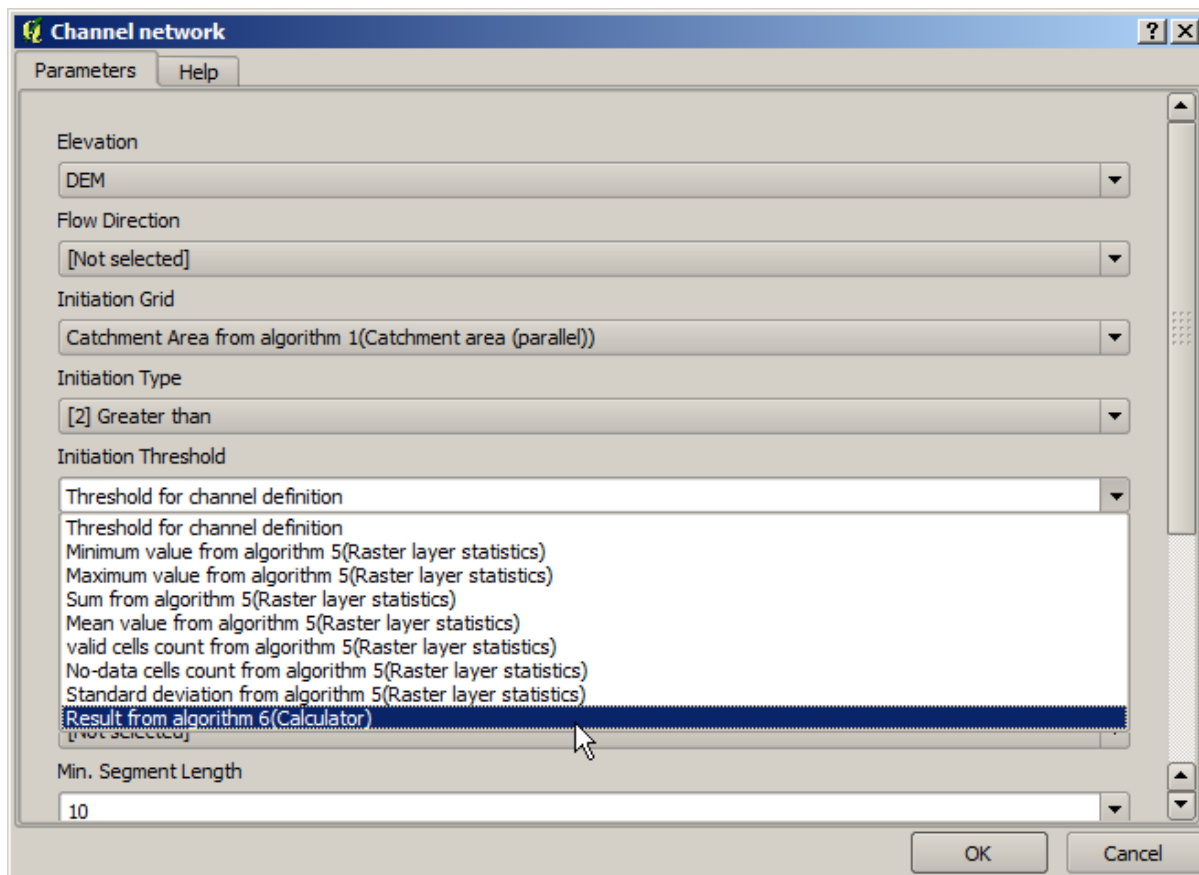 Channel network
Parameters Help
Elevation
DEM
Flow Direction
[Not selected]
Initiation Grid
Catchment Area from algorithm 1(Catchment area (parallel))
Initiation Type
[2] Greater than
Initiation Threshold
Threshold for channel definition
Threshold for channel definition
Minimum value from algorithm 5(Raster layer statistics)
Maximum value from algorithm 5(Raster layer statistics)
Sum from algorithm 5(Raster layer statistics)
Mean value from algorithm 5(Raster layer statistics)
valid cells count from algorithm 5(Raster layer statistics)
No-data cells count from algorithm 5(Raster layer statistics)
Standard deviation from algorithm 5(Raster layer statistics)
Result from algorithm 6(Calculator)
[Not selected]
Min. Segment Length
10
OK Cancel